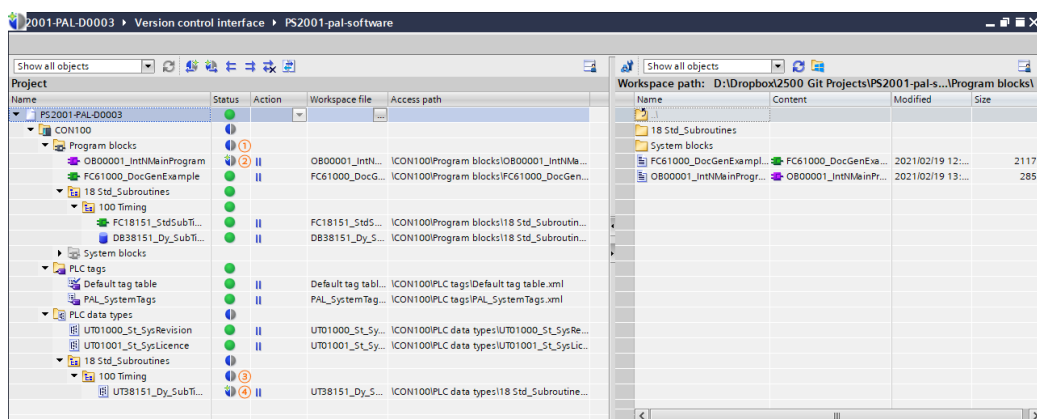 2001-PAL-D0003 ▸ Version control interface ▸ PS2001-pal-software
Show all objects
Project
Name Status Action Workspace file Access path
PS2001-PAL-D0003 ...
CON100
Program blocks 1
OB00001_IntNMainProgram 2 OB00001_IntN... \CON100\Program blocks\OB00001_IntNMa...
FC61000_DocGenExample FC61000_DocG... \CON100\Program blocks\FC61000_DocGen...
18 Std_Subroutines
100 Timing
FC18151_StdSubTi... FC18151_StdS... \CON100\Program blocks\18 Std_Subroutin...
DB38151_Dy_SubTi... DB38151_Dy_S... \CON100\Program blocks\18 Std_Subroutin...
System blocks
PLC tags
Default tag table Default tag tabl... \CON100\PLC tags\Default tag table.xml
PAL_SystemTags PAL_SystemTag... \CON100\PLC tags\PAL_SystemTags.xml
PLC data types
UT01000_St_SysRevision UT01000_St_Sy... \CON100\PLC data types\UT01000_St_SysRe...
UT01001_St_SysLicence UT01001_St_Sy... \CON100\PLC data types\UT01001_St_SysLic...
18 Std_Subroutines
100 Timing 3
UT38151_Dy_SubTi... 4 UT38151_Dy_S... \CON100\PLC data types\18 Std_Subroutine...
Show all objects
Workspace path: D:\Dropbox\2500 Git Projects\PS2001-pal-s...\Program blocks\
Name Content Modified Size
..\
18 Std_Subroutines
System blocks
FC61000_DocGenExampl... FC61000_DocGenExa... 2021/02/19 12:... 2117
OB00001_IntNMainProgr... OB00001_IntNMainPr... 2021/02/19 13:... 285